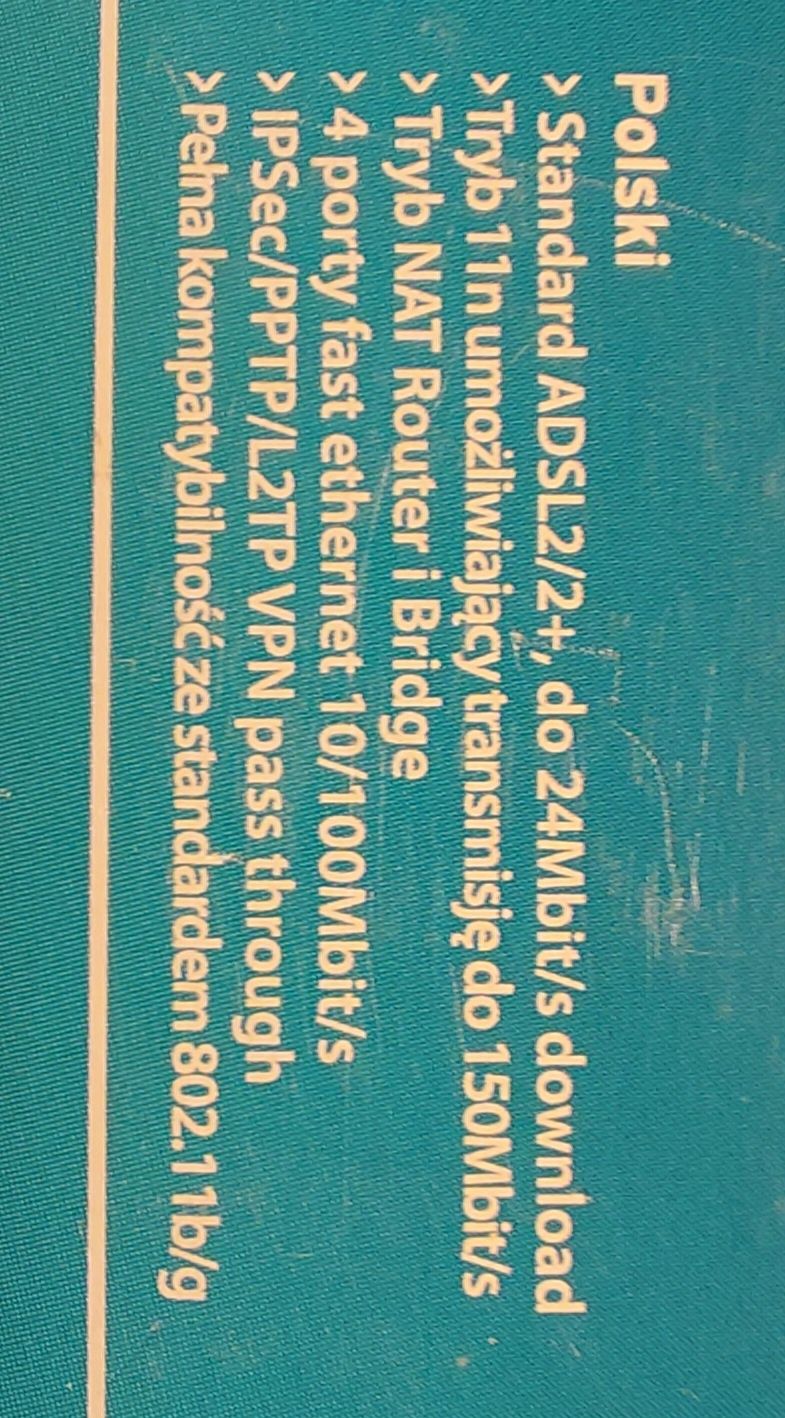 Polski
> Standard ADSL2/2+, do 24Mbit/s download
> Tryb 11n umożliwiający transmisję do 150Mbit/s
> Tryb NAT Router i Bridge
> 4 porty fast ethernet 10/100Mbit/s
> IPSec/PPTP/L2TP VPN pass through
> Pełna kompatybilność ze standardem 802.11b/g